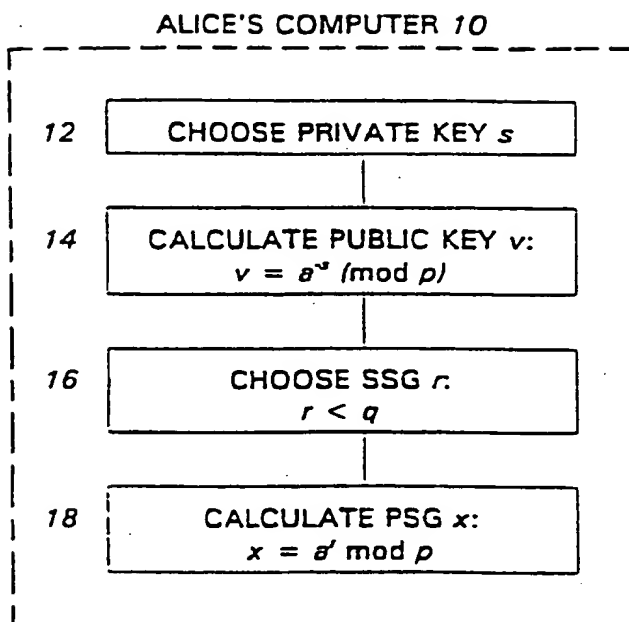 ALICE'S COMPUTER 10
12
CHOOSE PRIVATE KEY s
14
CALCULATE PUBLIC KEY v:
v = a⁻ˢ (mod p)
16
CHOOSE SSG r:
r < q
18
CALCULATE PSG x:
x = aʳ mod p